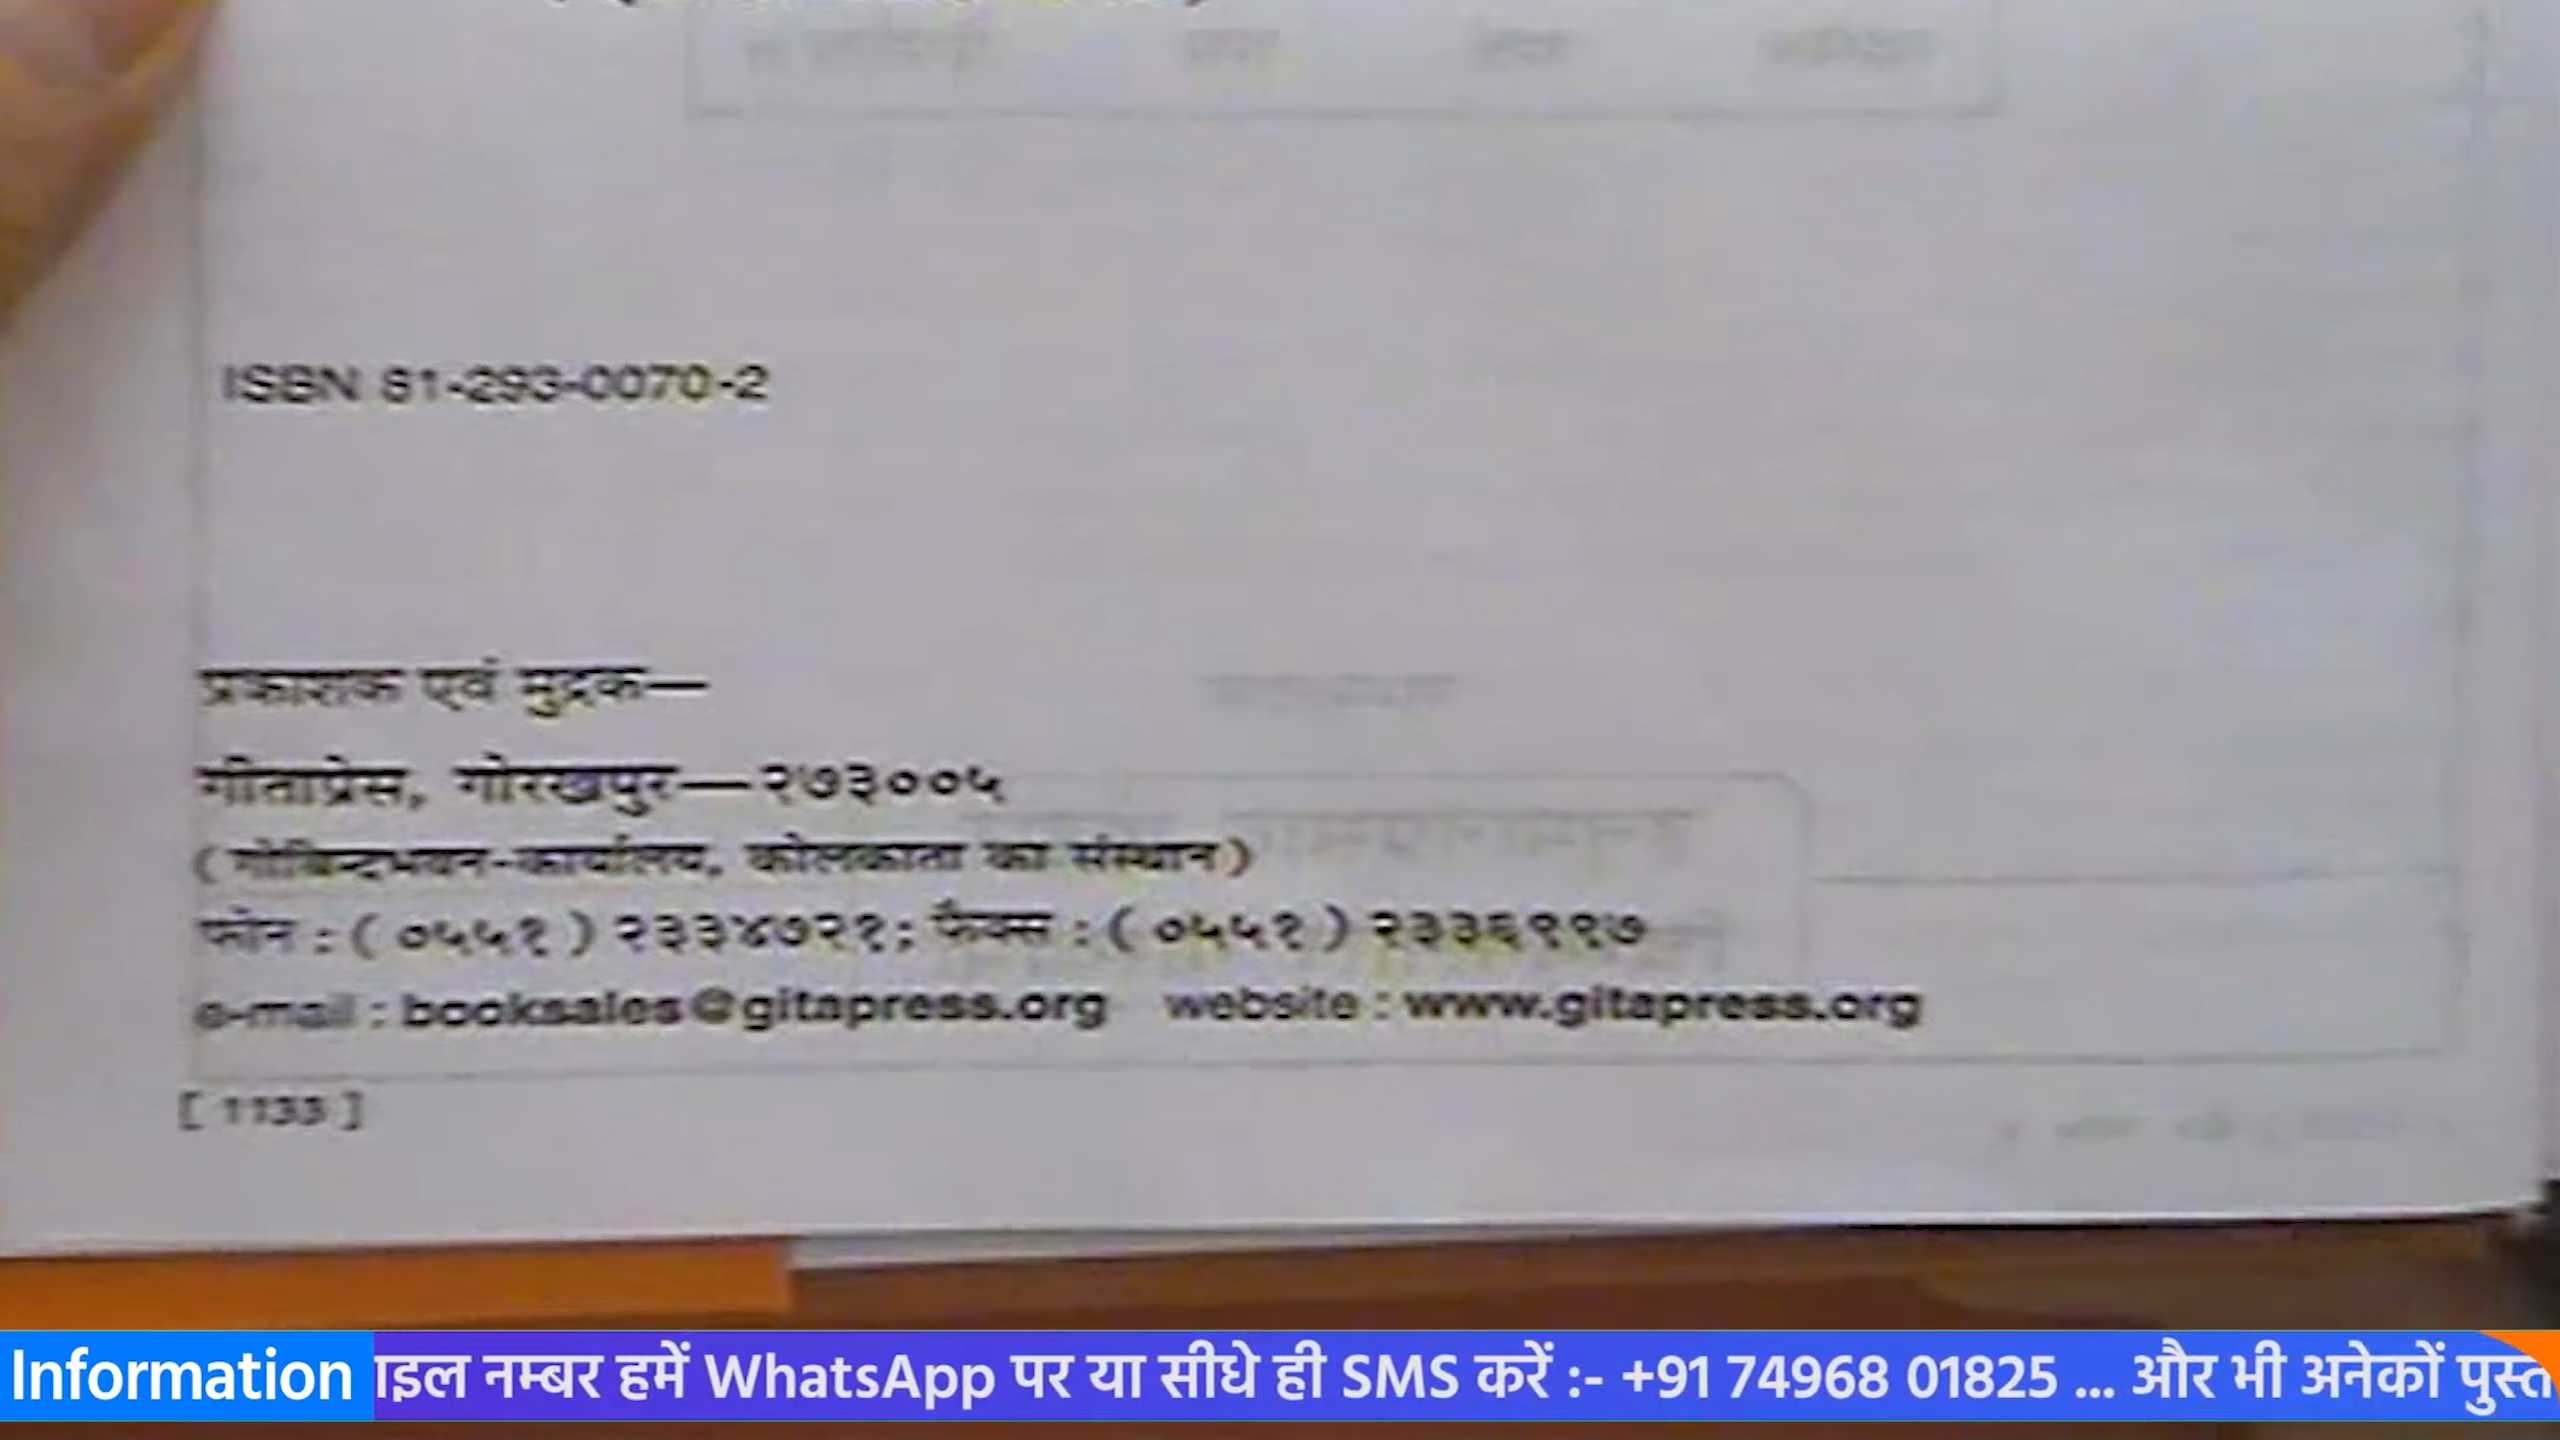 ISBN 81-293-0070-2
प्रकाशक एवं मुद्रक—
गीताप्रेस, गोरखपुर—२७३००५
( गोबिन्दभवन-कार्यालय, कोलकाता का संस्थान )
फोन : ( ०५५१ ) २३३४७२१; फैक्स : ( ०५५१ ) २३३६९९७
e-mail : booksales@gitapress.org website : www.gitapress.org
[ 1133 ]
Information
ाइल नम्बर हमें WhatsApp पर या सीधे ही SMS करें :- +91 74968 01825 ... और भी अनेकों पुस्त